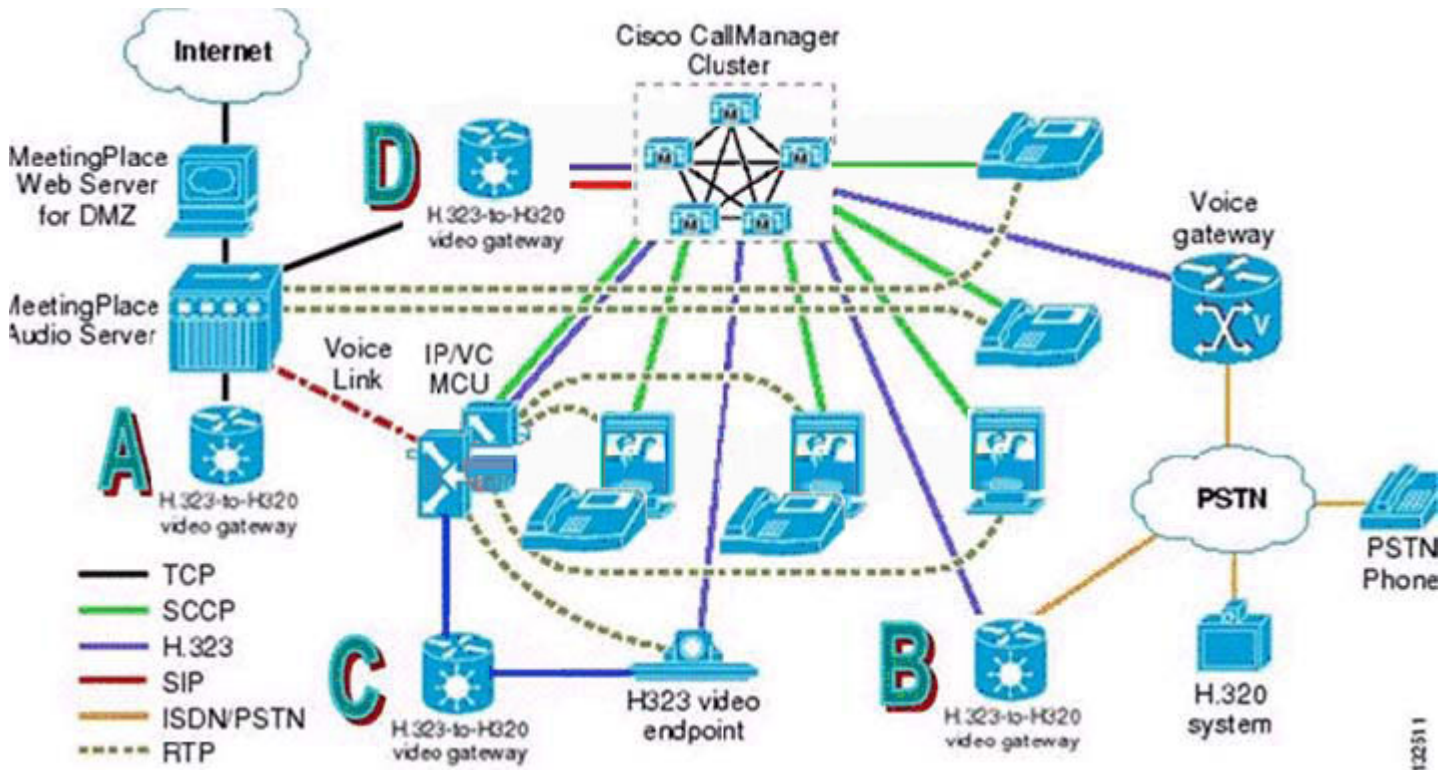 Internet
Cisco CallManager
Cluster
MeetingPlace
Web Server
for DMZ
D
H.323-to-H320
video gateway
M
M
M
M
M
Voice
gateway
V
MeetingPlace
Audio Server
Voice
Link
IP/VC
MCU
A
H.323-to-H320
video gateway
PSTN
PSTN
Phone
TCP
SCCP
H.323
SIP
ISDN/PSTN
RTP
C
H.323-to-H320
video gateway
H323 video
endpoint
B
H.323-to-H320
video gateway
H.320
system
132511